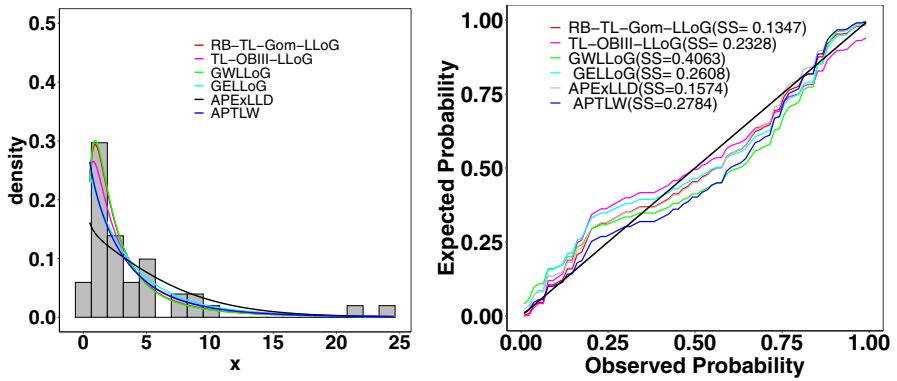 0.5
0.4
0.3
0.2
0.1
0.0
density
RB−TL−Gom−LLoG
TL−OBIII−LLoG
GWLLoG
GELLoG
APExLLD
APTLW
0 5 10 15 20 25
x
1.00
0.75
0.50
0.25
0.00
Expected Probability
RB−TL−Gom−LLoG(SS= 0.1347)
TL−OBIII−LLoG(SS= 0.2328)
GWLLoG(SS=0.4063)
GELLoG(SS= 0.2608)
APExLLD(SS=0.1574)
APTLW(SS=0.2784)
0.00 0.25 0.50 0.75 1.00
Observed Probability